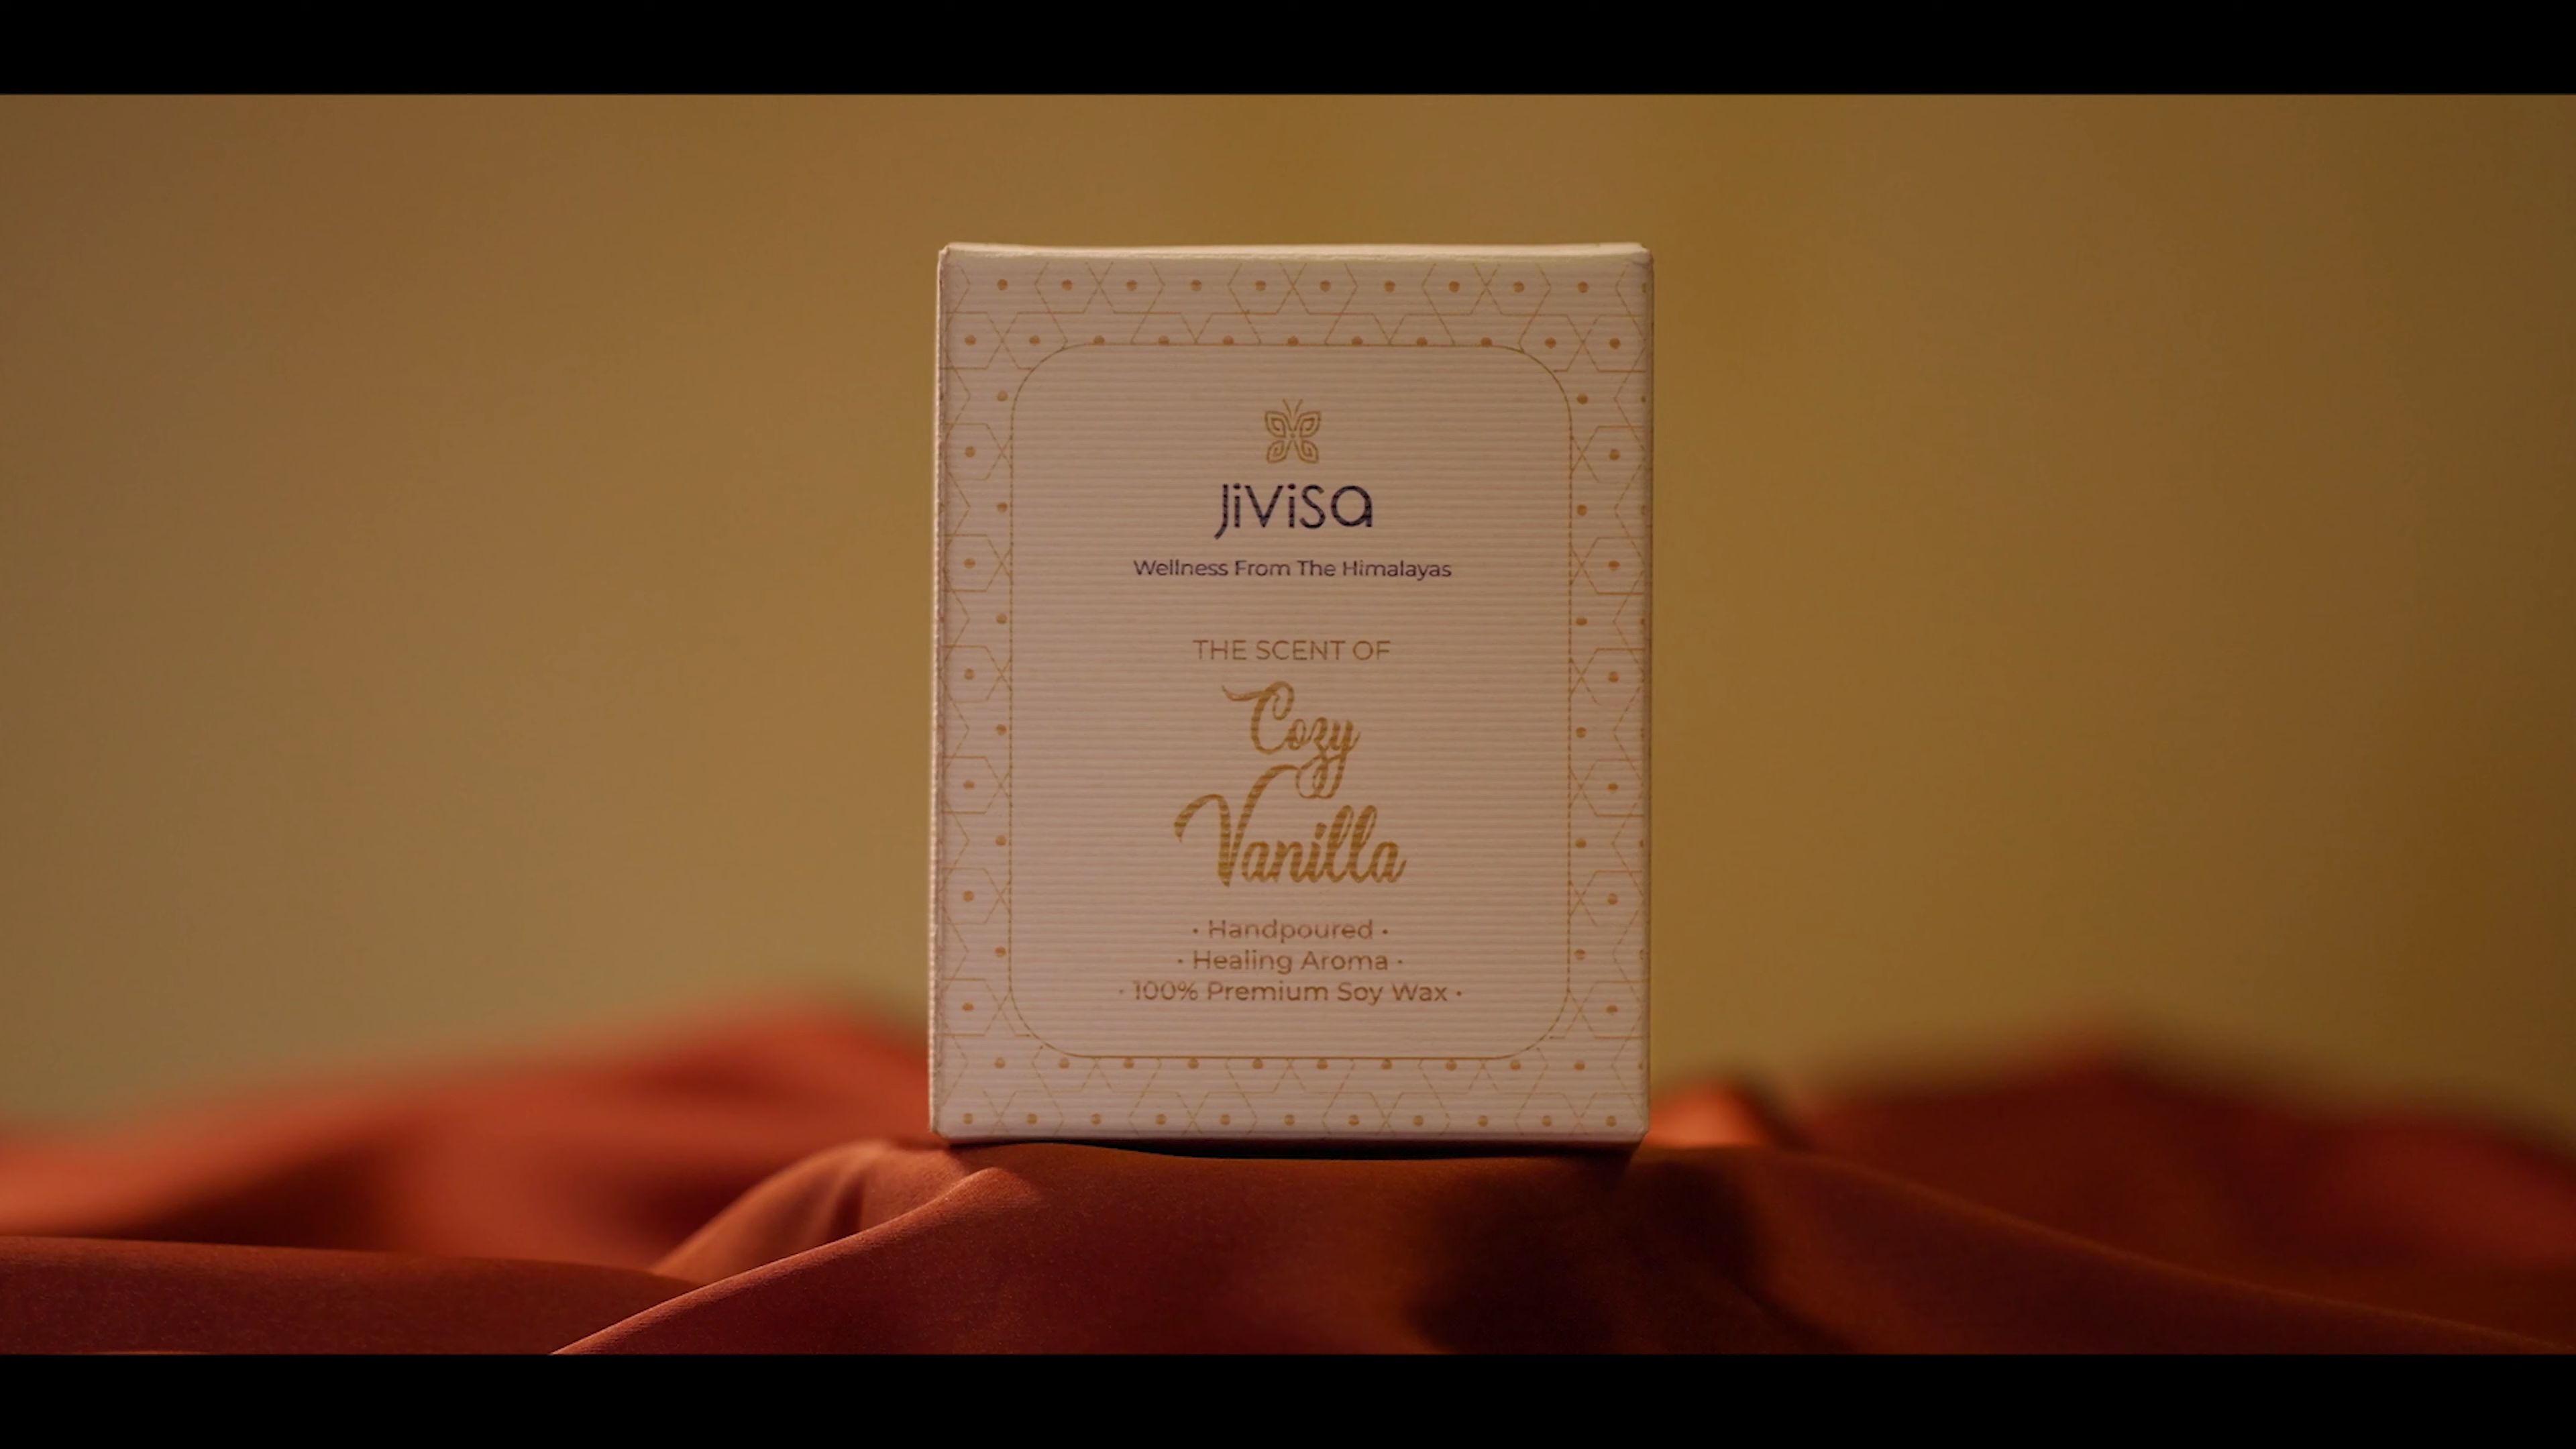 Jivisa
Wellness From The Himalayas
THE SCENT OF
Cozy
Vanilla
• Handpoured •
• Healing Aroma •
• 100% Premium Soy Wax •